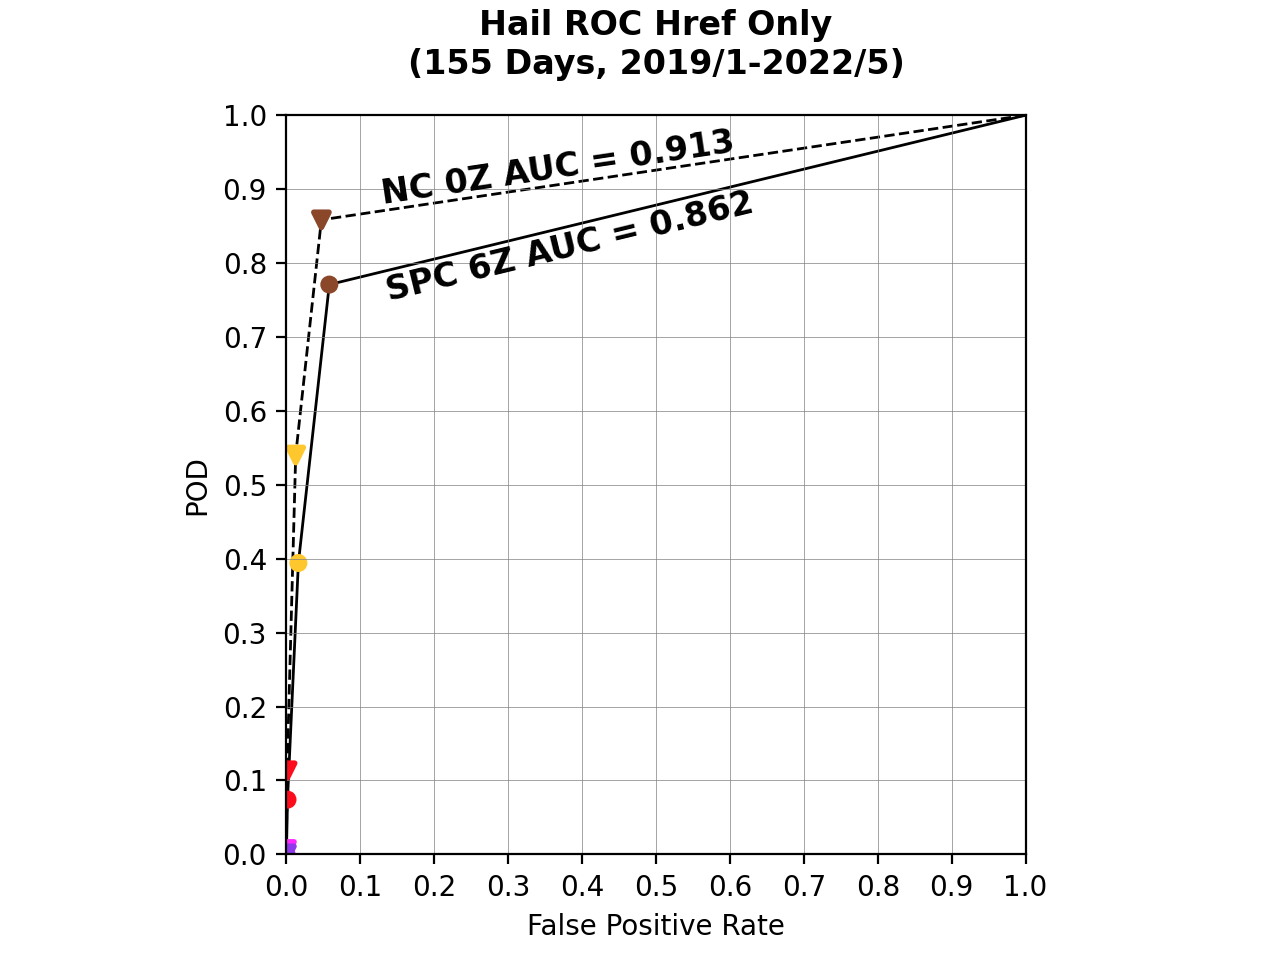 Hail ROC Href Only
(155 Days, 2019/1-2022/5)
1.0
NC 0Z AUC = 0.913
0.9
SPC 6Z AUC = 0.862
0.8
0.7
0.6
0.5
POD
0.4
0.3
0.2
0.1
0.0
0.0 0.1 0.2 0.3 0.4 0.5 0.6 0.7 0.8 0.9 1.0
False Positive Rate